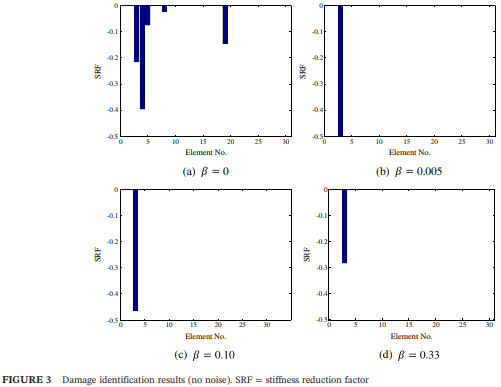 0
-0.1
-0.2
-0.3
-0.4
-0.5
SRF
0 5 10 15 20 25 30
Element No.
(a) β = 0
0
-0.1
-0.2
-0.3
-0.4
-0.5
SRF
0 5 10 15 20 25 30
Element No.
(b) β = 0.005
0
-0.1
-0.2
-0.3
-0.4
-0.5
SRF
0 5 10 15 20 25 30
Element No.
(c) β = 0.10
0
-0.1
-0.2
-0.3
-0.4
-0.5
SRF
0 5 10 15 20 25 30
Element No.
(d) β = 0.33
FIGURE 3 Damage identification results (no noise). SRF = stiffness reduction factor